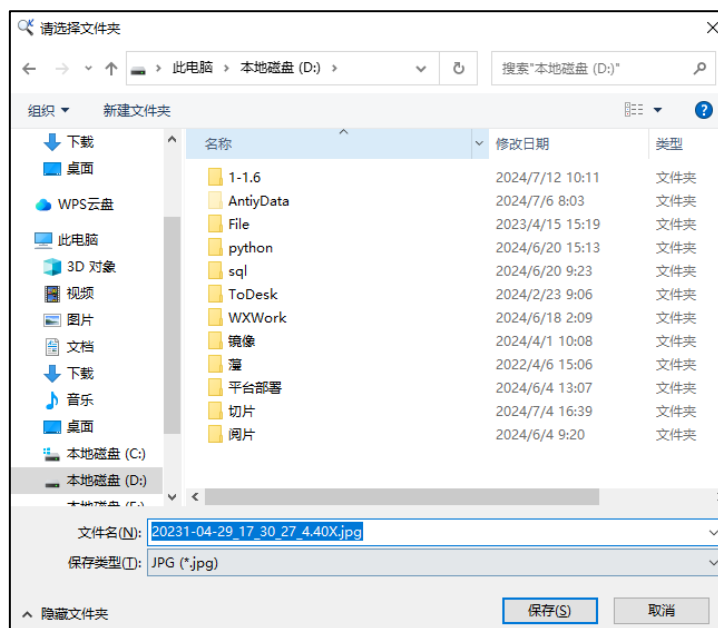 请选择文件夹
此电脑 本地磁盘 (D:)
搜索"本地磁盘 (D:)"
组织 新建文件夹
名称 修改日期 类型
下载
桌面
WPS云盘
此电脑
3D 对象
视频
图片
文档
下载
音乐
桌面
本地磁盘 (C:)
本地磁盘 (D:)
1-1.6 2024/7/12 10:11 文件夹
AntiyData 2024/7/6 8:03 文件夹
File 2023/4/15 15:19 文件夹
python 2024/6/20 15:13 文件夹
sql 2024/6/20 9:23 文件夹
ToDesk 2024/2/23 9:06 文件夹
WXWork 2024/6/18 2:09 文件夹
镜像 2024/4/1 10:08 文件夹
2022/4/6 15:06 文件夹
平台部署 2024/6/4 13:07 文件夹
切片 2024/7/4 16:39 文件夹
阅片 2024/6/4 9:20 文件夹
文件名(N): 20231-04-29_17_30_27_4.40X.jpg
保存类型(T): JPG (*.jpg)
隐藏文件夹 保存(S) 取消